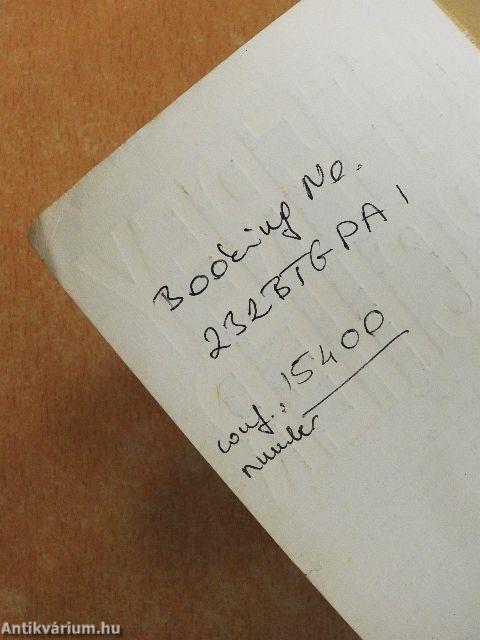 Booking No.
232BTGPA1
conf. 15400
number
Antikvárium.hu